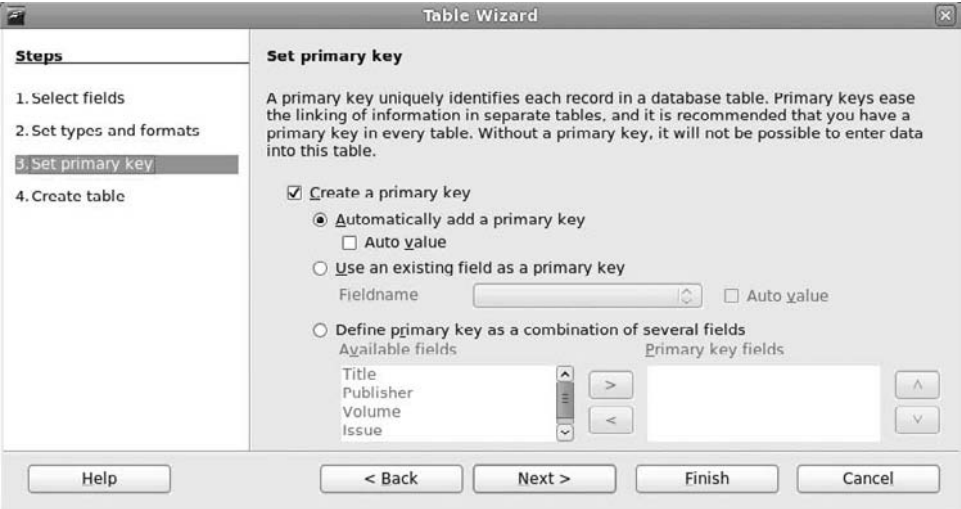 Table Wizard
Steps
1. Select fields
2. Set types and formats
3. Set primary key
4. Create table
Set primary key
A primary key uniquely identifies each record in a database table. Primary keys ease
the linking of information in separate tables, and it is recommended that you have a
primary key in every table. Without a primary key, it will not be possible to enter data
into this table.
Create a primary key
Automatically add a primary key
Auto value
Use an existing field as a primary key
Fieldname Auto value
Define primary key as a combination of several fields
Available fields Primary key fields
Title
Publisher
Volume
Issue
>
<
Help < Back Next > Finish Cancel